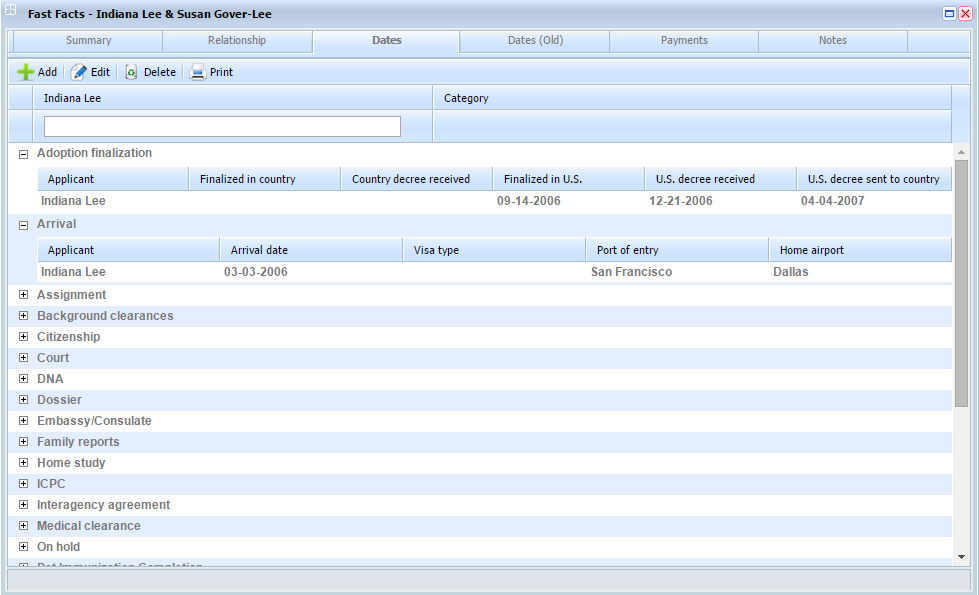 Fast Facts - Indiana Lee & Susan Gover-Lee
Summary Relationship Dates Dates (Old) Payments Notes
Add Edit Delete Print
Indiana Lee Category
Adoption finalization
Applicant Finalized in country Country decree received Finalized in U.S. U.S. decree received U.S. decree sent to country
Indiana Lee 09-14-2006 12-21-2006 04-04-2007
Arrival
Applicant Arrival date Visa type Port of entry Home airport
Indiana Lee 03-03-2006 San Francisco Dallas
Assignment
Background clearances
Citizenship
Court
DNA
Dossier
Embassy/Consulate
Family reports
Home study
ICPC
Interagency agreement
Medical clearance
On hold